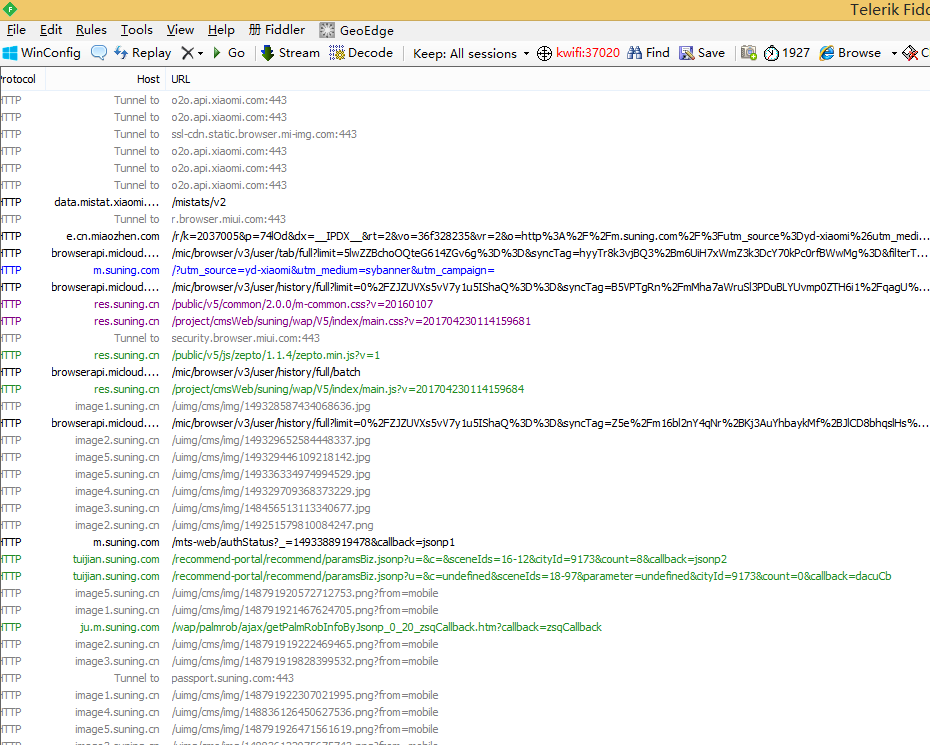 Telerik Fidd
File Edit Rules Tools View Help Fiddler GeoEdge
WinConfig Replay Go Stream Decode Keep: All sessions kwifi:37020 Find Save 1927 Browse C
Protocol Host URL
HTTP Tunnel to o2o.api.xiaomi.com:443
HTTP Tunnel to o2o.api.xiaomi.com:443
HTTP Tunnel to ssl-cdn.static.browser.mi-img.com:443
HTTP Tunnel to o2o.api.xiaomi.com:443
HTTP Tunnel to o2o.api.xiaomi.com:443
HTTP Tunnel to o2o.api.xiaomi.com:443
HTTP data.mistat.xiaomi.... /mistats/v2
HTTP Tunnel to r.browser.miui.com:443
HTTP e.cn.miaozhen.com /r/k=2037005&p=74lOd&dx=__IPDX__&rt=2&vo=36f328235&vr=2&o=http%3A%2F%2Fm.suning.com%2F%3Futm_source%3Dyd-xiaomi%26utm_medi...
HTTP browserapi.micloud.... /mic/browser/v3/user/tab/full?limit=5lwZZBchoOQteG614ZGv6g%3D%3D&syncTag=hyyTr8k3vjBQ3%2Bm6UiH7xWmZ3k3DcY70kPc0rfBWwMg%3D&filterT...
HTTP m.suning.com /?utm_source=yd-xiaomi&utm_medium=sybanner&utm_campaign=
HTTP browserapi.micloud.... /mic/browser/v3/user/history/full?limit=0%2FZJZUVXs5vV7y1u5IShaQ%3D%3D&syncTag=B5VPTgRn%2FmMha7aWruSl3PDuBLYUvmp0ZTH6i1%2FqagU%...
HTTP res.suning.cn /public/v5/common/2.0.0/m-common.css?v=20160107
HTTP res.suning.cn /project/cmsWeb/suning/wap/V5/index/main.css?v=201704230114159681
HTTP Tunnel to security.browser.miui.com:443
HTTP res.suning.cn /public/v5/js/zepto/1.1.4/zepto.min.js?v=1
HTTP browserapi.micloud.... /mic/browser/v3/user/history/full/batch
HTTP res.suning.cn /project/cmsWeb/suning/wap/V5/index/main.js?v=201704230114159684
HTTP image1.suning.cn /uimg/cms/img/149328587434068636.jpg
HTTP browserapi.micloud.... /mic/browser/v3/user/history/full?limit=0%2FZJZUVXs5vV7y1u5IShaQ%3D%3D&syncTag=Z5e%2Fm16bl2nY4qNr%2BKj3AuYhbaykMf%2BJlCD8bhqslHs%...
HTTP image2.suning.cn /uimg/cms/img/149329652584448337.jpg
HTTP image5.suning.cn /uimg/cms/img/149329446109218142.jpg
HTTP image5.suning.cn /uimg/cms/img/149336334974994529.jpg
HTTP image4.suning.cn /uimg/cms/img/149329709368373229.jpg
HTTP image3.suning.cn /uimg/cms/img/148456513113340677.jpg
HTTP image2.suning.cn /uimg/cms/img/149251579810084247.png
HTTP m.suning.com /mts-web/authStatus?_=1493388919478&callback=jsonp1
HTTP tuijian.suning.com /recommend-portal/recommend/paramsBiz.jsonp?u=&c=&sceneIds=16-12&cityId=9173&count=8&callback=jsonp2
HTTP tuijian.suning.com /recommend-portal/recommend/paramsBiz.jsonp?u=&c=undefined&sceneIds=18-97&parameter=undefined&cityId=9173&count=0&callback=dacuCb
HTTP image5.suning.cn /uimg/cms/img/148791920572712753.png?from=mobile
HTTP image1.suning.cn /uimg/cms/img/148791921467624705.png?from=mobile
HTTP ju.m.suning.com /wap/palmrob/ajax/getPalmRobInfoByJsonp_0_20_zsqCallback.htm?callback=zsqCallback
HTTP image2.suning.cn /uimg/cms/img/148791919222469465.png?from=mobile
HTTP image3.suning.cn /uimg/cms/img/148791919828399532.png?from=mobile
HTTP Tunnel to passport.suning.com:443
HTTP image1.suning.cn /uimg/cms/img/148791922307021995.png?from=mobile
HTTP image4.suning.cn /uimg/cms/img/148836126450627536.png?from=mobile
HTTP image5.suning.cn /uimg/cms/img/148791926471561619.png?from=mobile